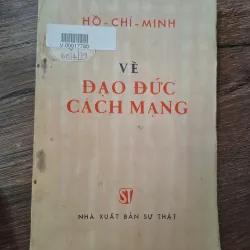 HỒ-CHÍ-MINH
VỀ
ĐẠO ĐỨC
CÁCH MẠNG
ST
NHÀ XUẤT BẢN SỰ THẬT